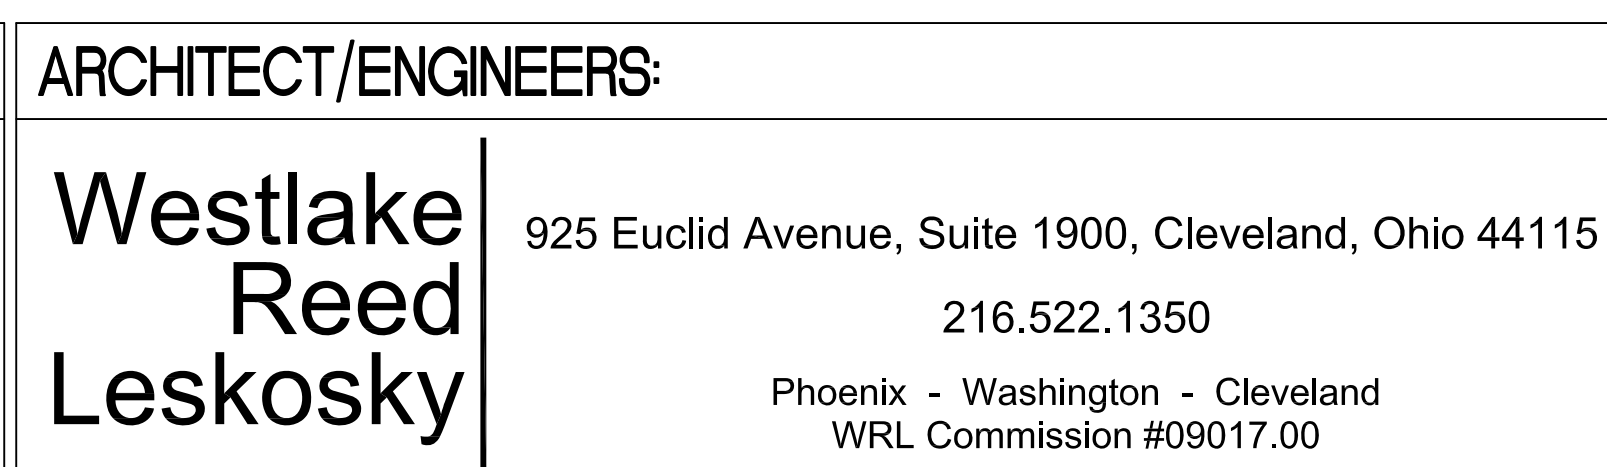 ARCHITECT/ENGINEERS:
Westlake
Reed
Leskosky
925 Euclid Avenue, Suite 1900, Cleveland, Ohio 44115
216.522.1350
Phoenix - Washington - Cleveland
WRL Commission #09017.00